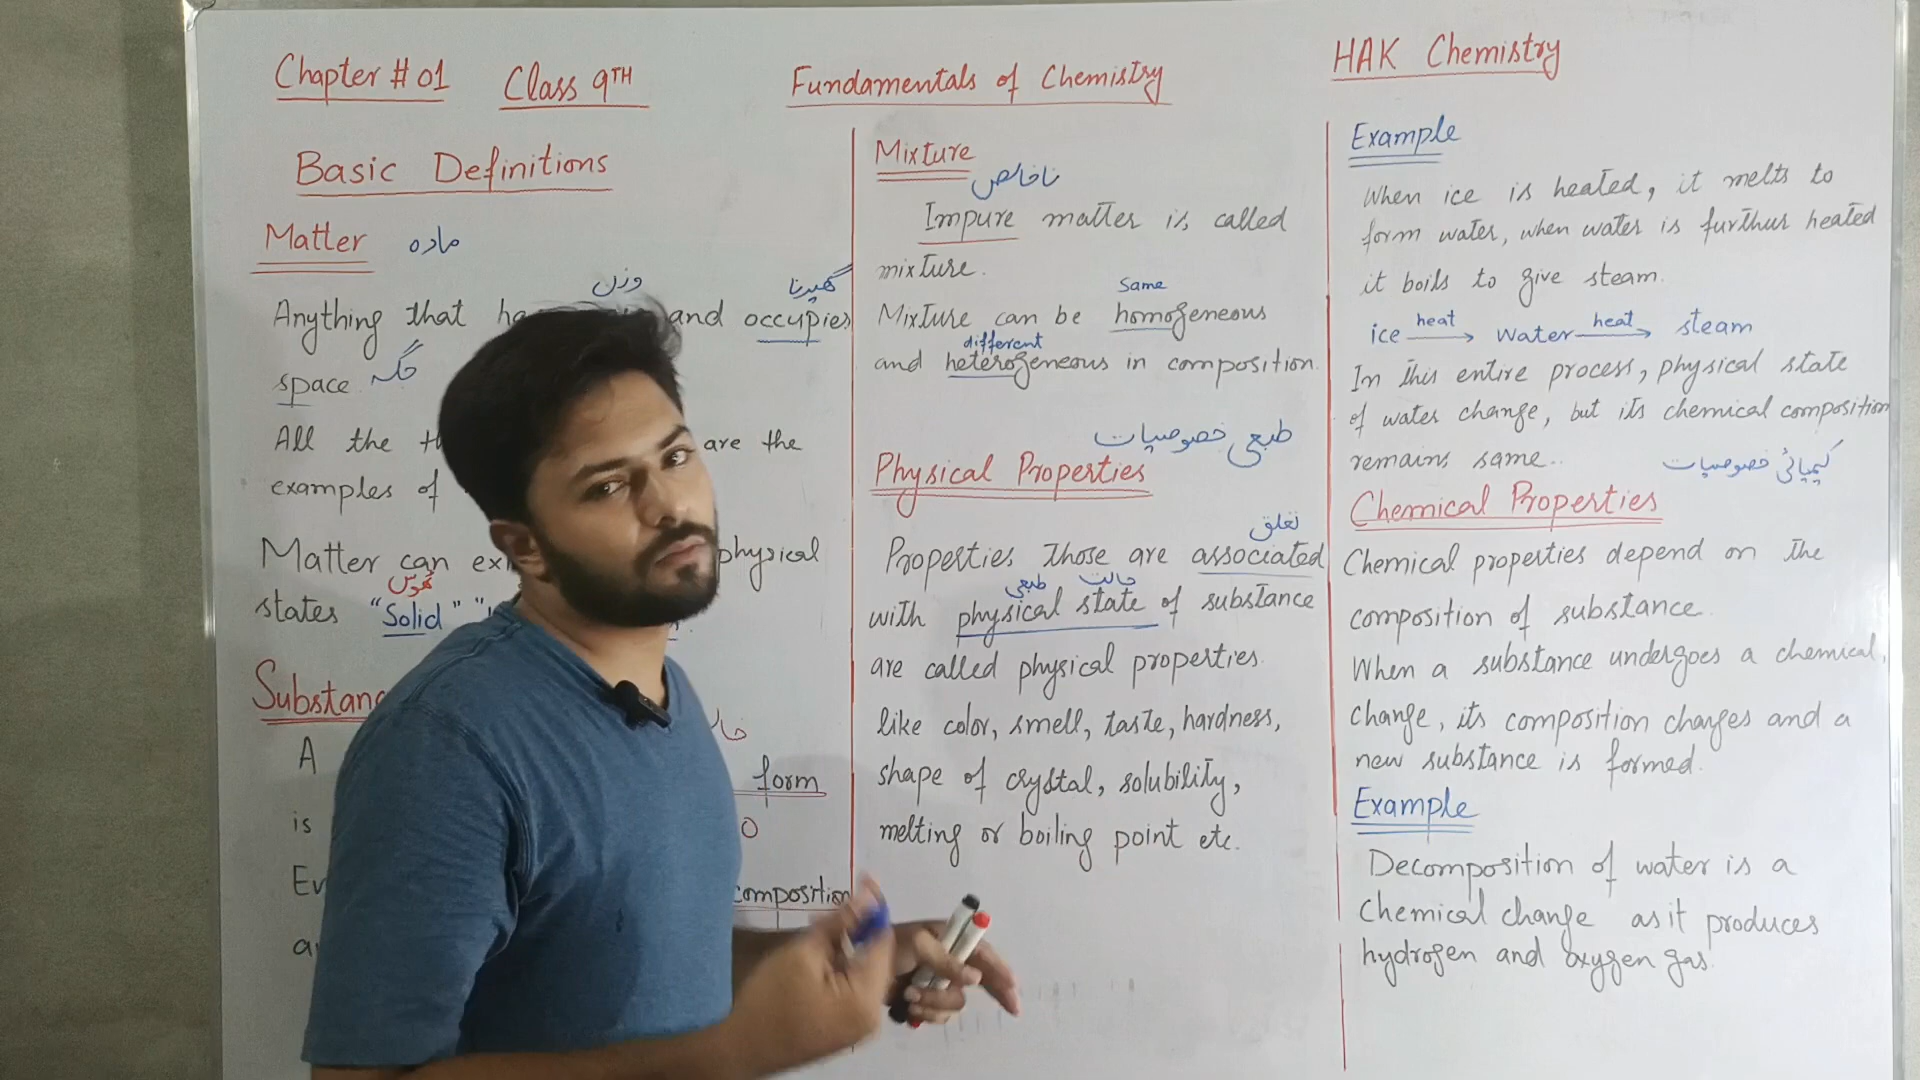 Chapter # 01 Class 9TH
Fundamentals of Chemistry
HAK Chemistry
Basic Definitions
Matter مادہ
وزن گھیرنا
Anything that ha and occupies
space جگہ
All the th are the
examples of
Matter can exi physical
ٹھوس
states "Solid" "
Substanc
خا
A form
is
Ev composition
a
Mixture
ناخالص
Impure matter is called
mixture.
Same
Mixture can be homogeneous
different
and heterogeneous in composition.
طبعی خصوصیات
Physical Properties
تعلق
Properties those are associated
طبعی حالت
with physical state of substance
are called physical properties.
like color, smell, taste, hardness,
shape of crystal, solubility,
melting or boiling point etc.
Example
When ice is heated, it melts to
form water, when water is furthur heated
it boils to give steam.
ice heat → water heat → steam
In this entire process, physical state
of water change, but its chemical composition
remains same..
کیمیائی خصوصیات
Chemical Properties
Chemical properties depend on the
composition of substance.
When a substance undergoes a chemical
change, its composition changes and a
new substance is formed.
Example
Decomposition of water is a
chemical change as it produces
hydrogen and oxygen gas.